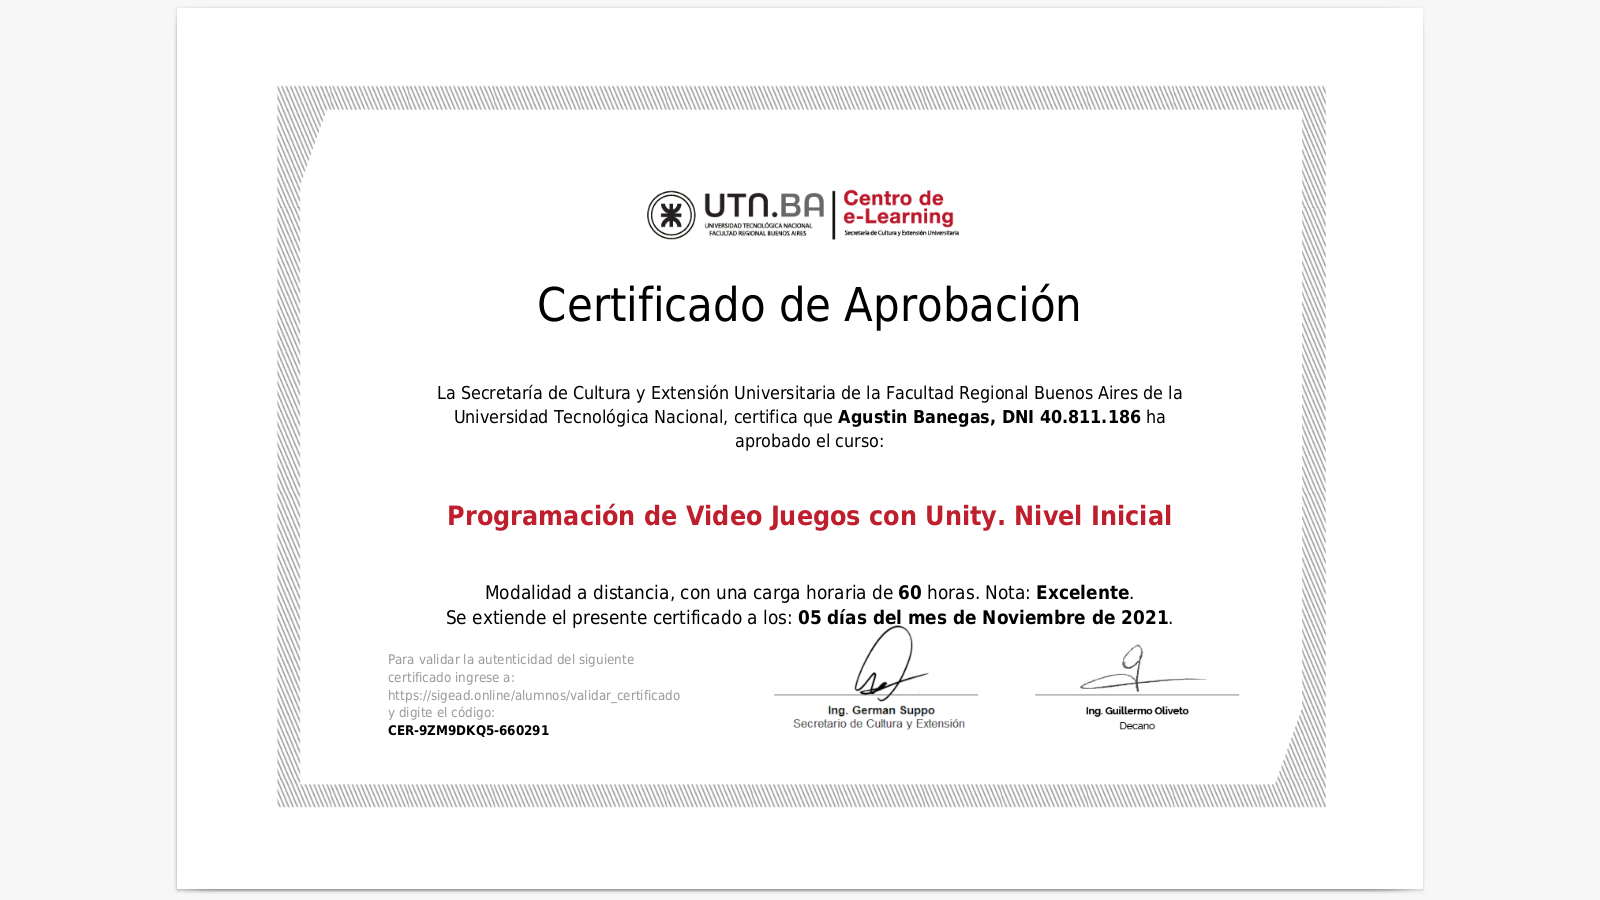 UTN.BA
UNIVERSIDAD TECNOLÓGICA NACIONAL
FACULTAD REGIONAL BUENOS AIRES
Centro de
e-Learning
Secretaría de Cultura y Extensión Universitaria
Certificado de Aprobación
La Secretaría de Cultura y Extensión Universitaria de la Facultad Regional Buenos Aires de la
Universidad Tecnológica Nacional, certifica que Agustin Banegas, DNI 40.811.186 ha
aprobado el curso:
Programación de Video Juegos con Unity. Nivel Inicial
Modalidad a distancia, con una carga horaria de 60 horas. Nota: Excelente.
Se extiende el presente certificado a los: 05 días del mes de Noviembre de 2021.
Para validar la autenticidad del siguiente
certificado ingrese a:
https://sigead.online/alumnos/validar_certificado
y digite el código:
CER-9ZM9DKQ5-660291
Ing. German Suppo
Secretario de Cultura y Extensión
Ing. Guillermo Oliveto
Decano